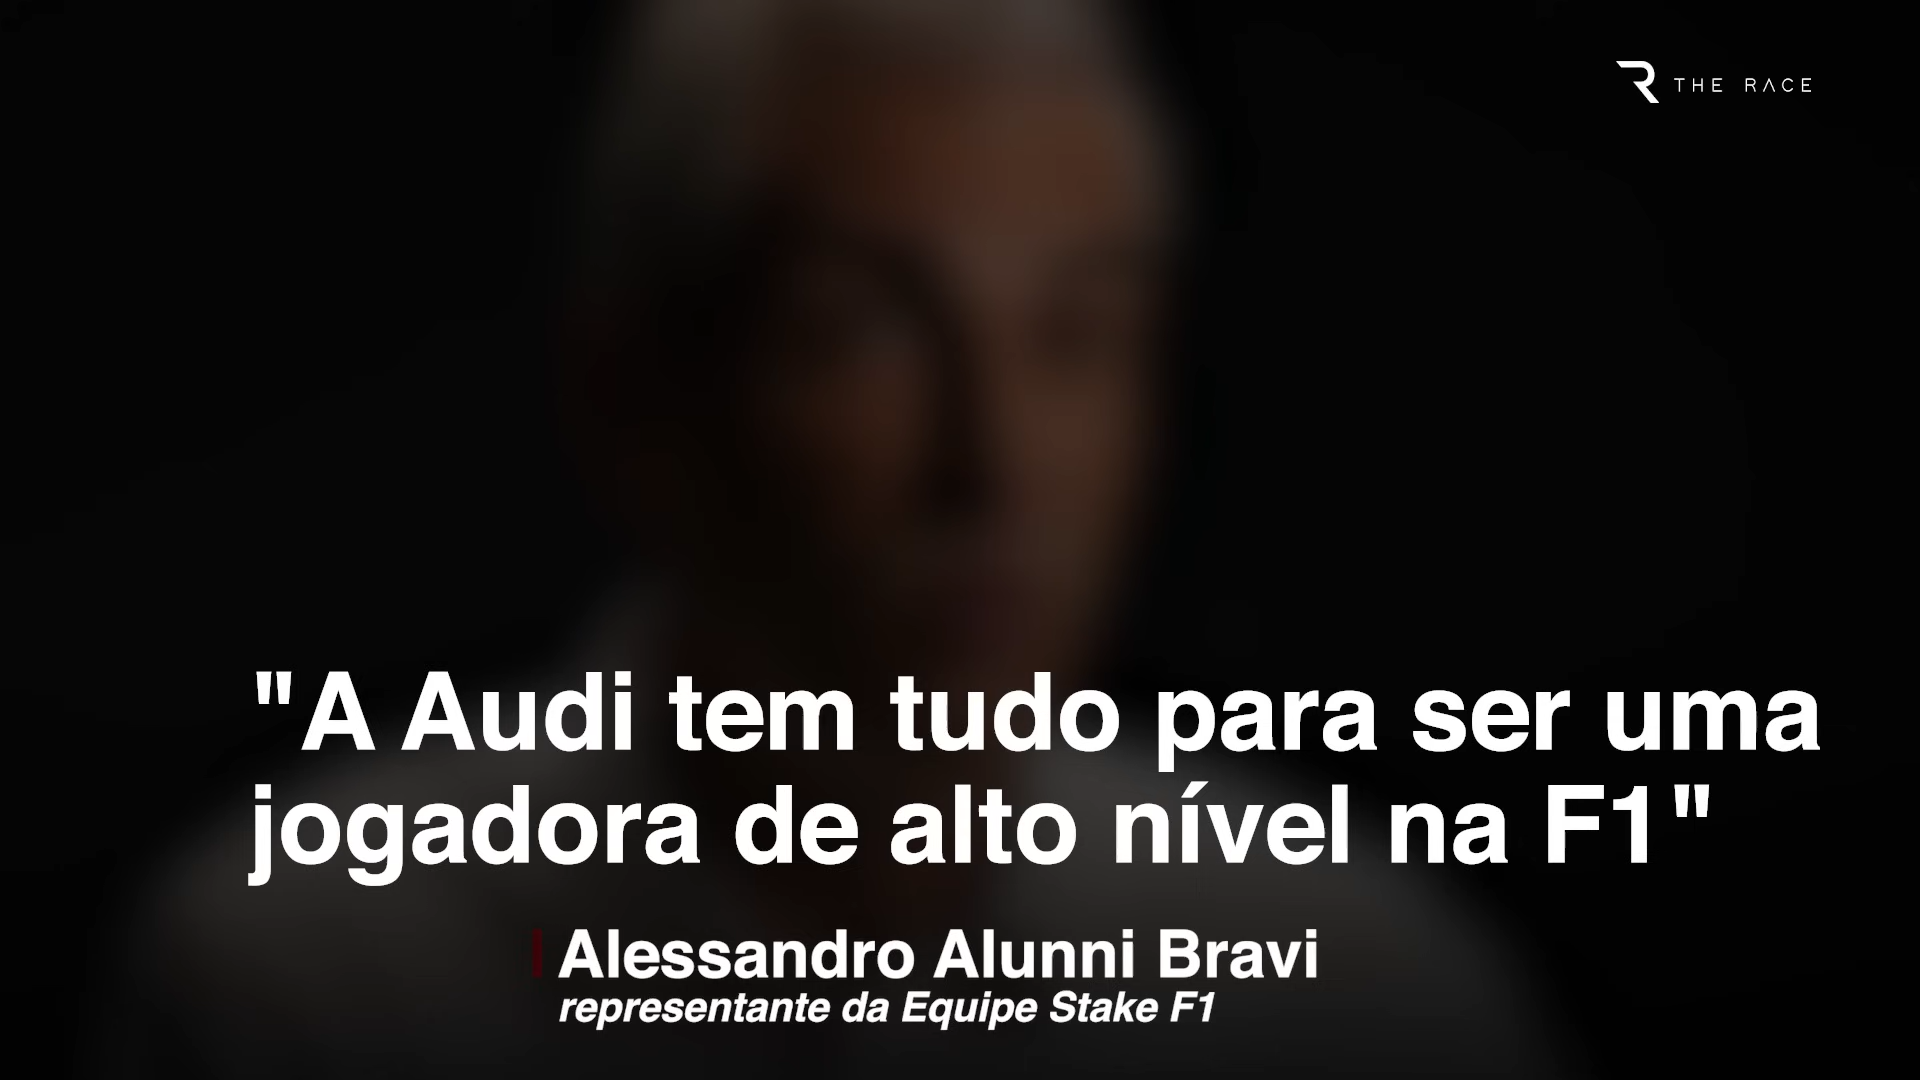 THE RACE
"A Audi tem tudo para ser uma
jogadora de alto nível na F1"
Alessandro Alunni Bravi
representante da Equipe Stake F1